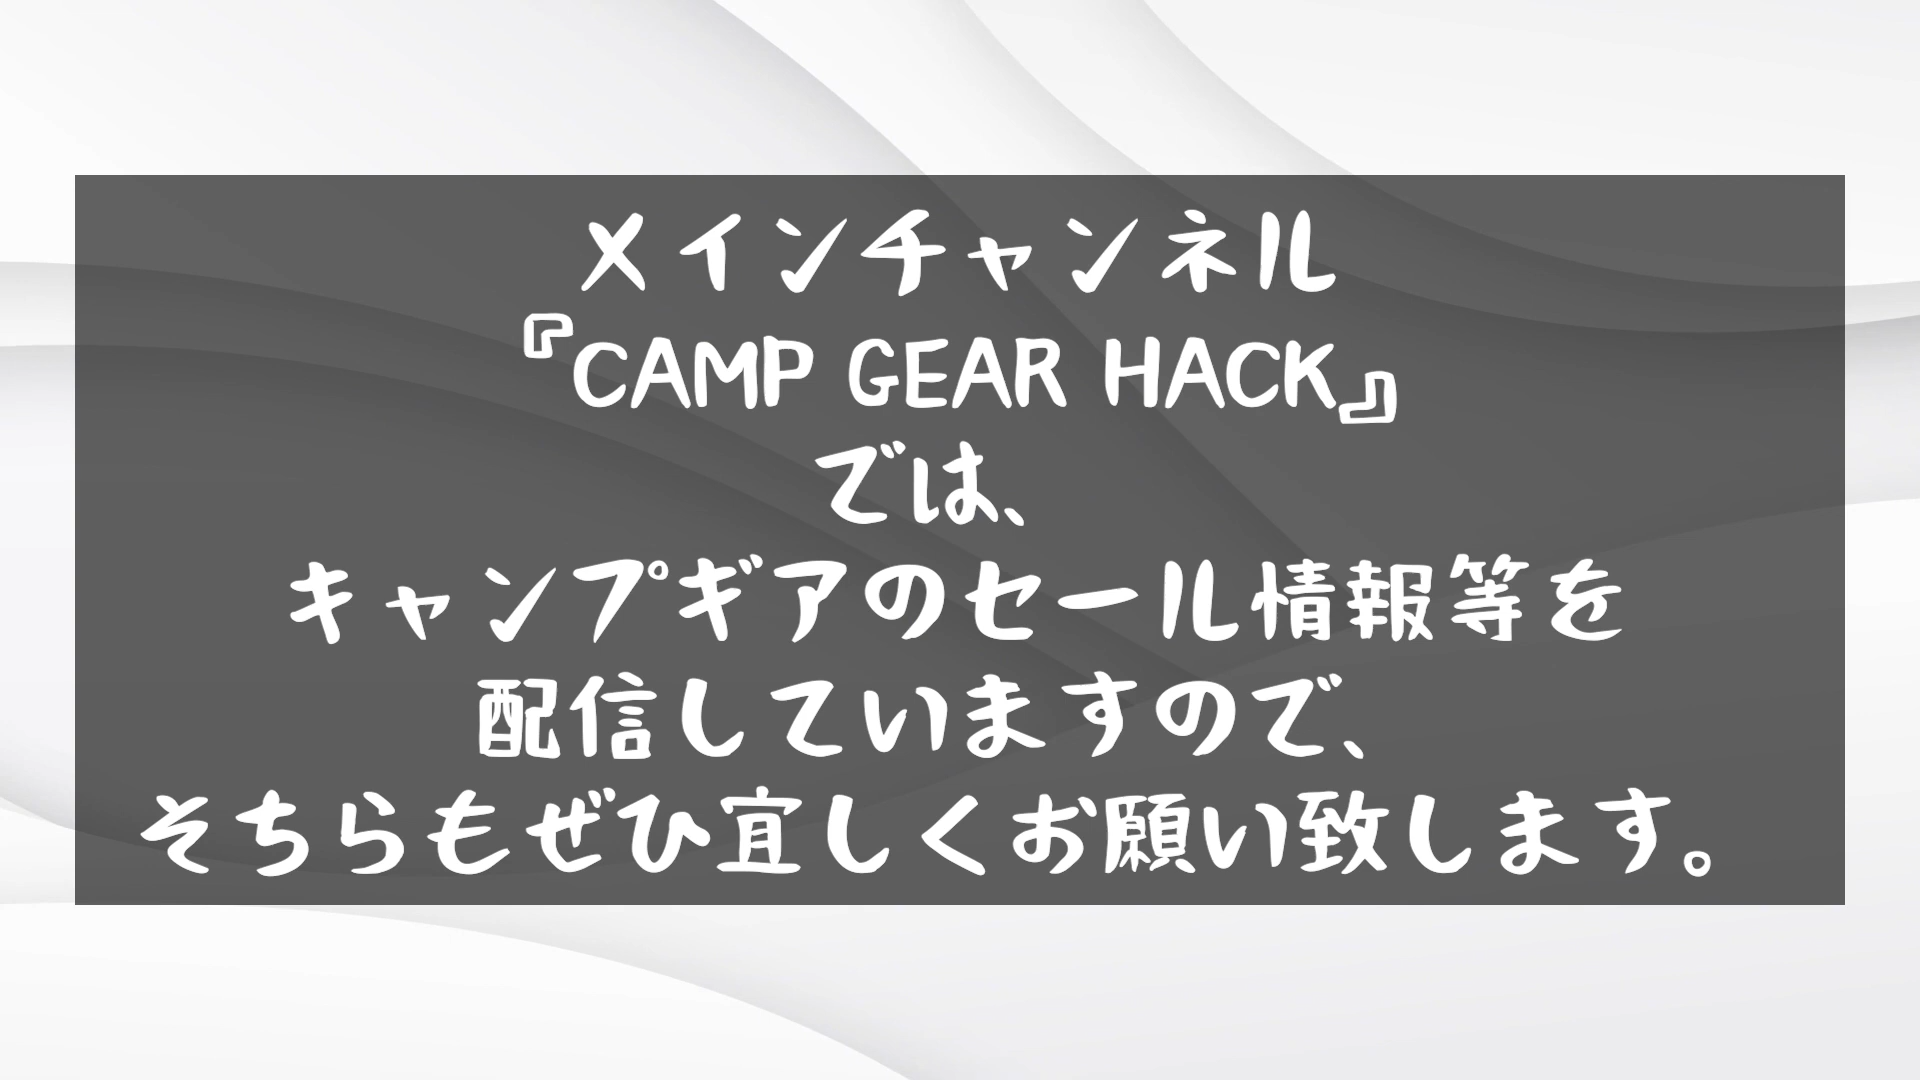 メインチャンネル
『CAMP GEAR HACK』
では、
キャンプギアのセール情報等を
配信していますので、
そちらもぜひ宜しくお願い致します。